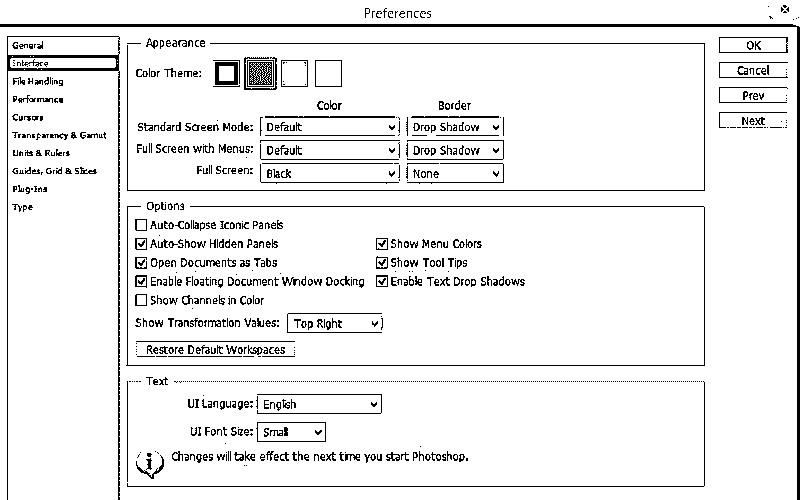 Preferences
General
Interface
File Handling
Performance
Cursors
Transparency & Gamut
Units & Rulers
Guides, Grid & Slices
Plug-Ins
Type
Appearance
Color Theme:
Color Border
Standard Screen Mode: Default Drop Shadow
Full Screen with Menus: Default Drop Shadow
Full Screen: Black None
Options
Auto-Collapse Iconic Panels
Auto-Show Hidden Panels Show Menu Colors
Open Documents as Tabs Show Tool Tips
Enable Floating Document Window Docking Enable Text Drop Shadows
Show Channels in Color
Show Transformation Values: Top Right
Restore Default Workspaces
Text
UI Language: English
UI Font Size: Small
Changes will take effect the next time you start Photoshop.
OK
Cancel
Prev
Next